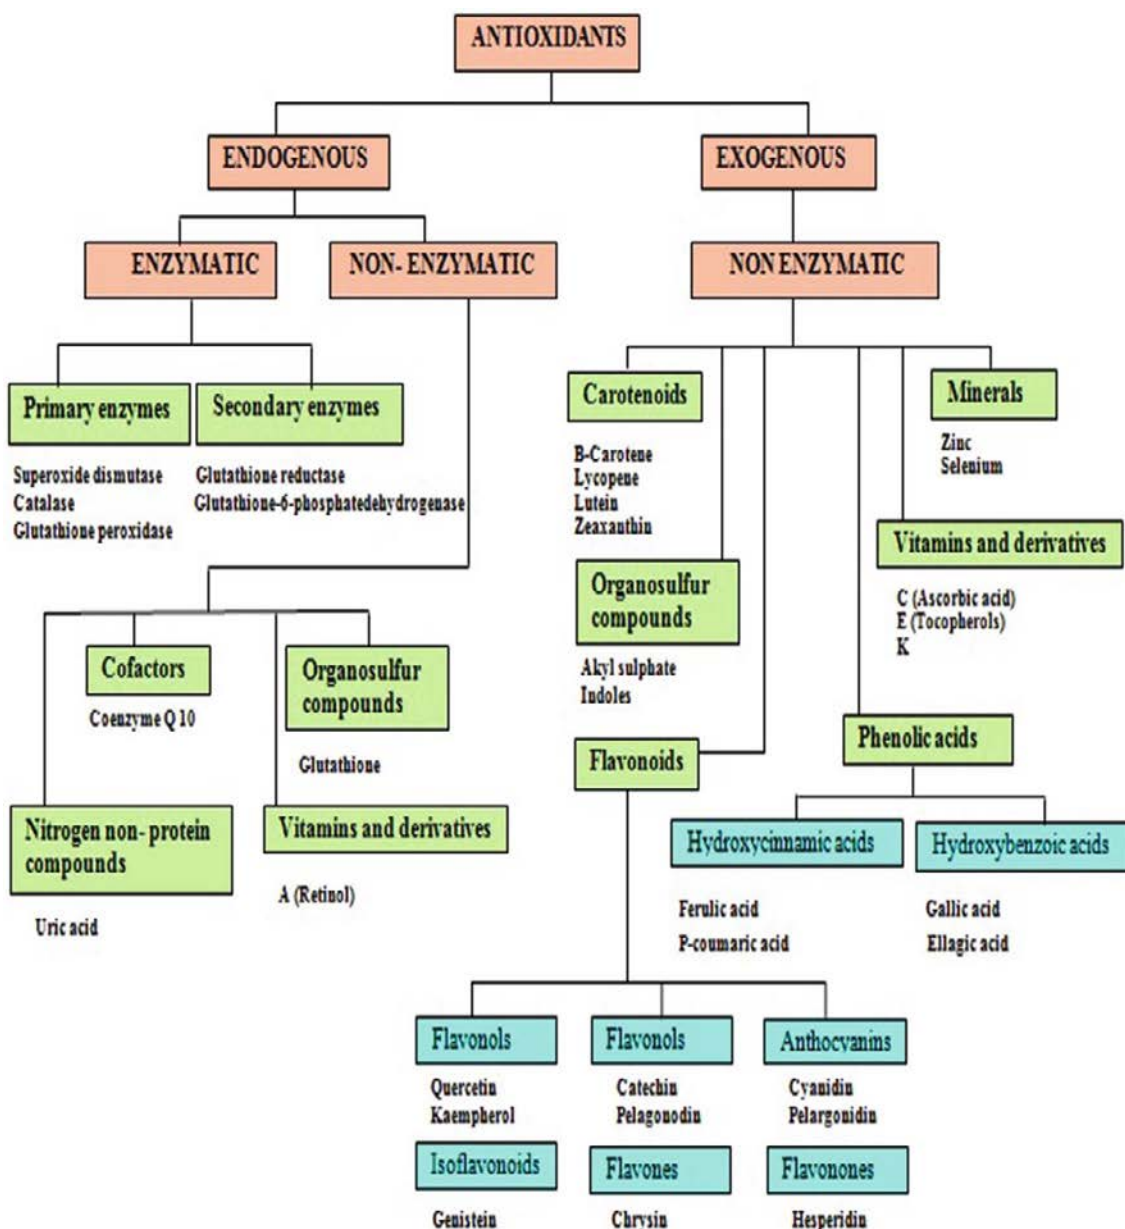 ANTIOXIDANTS
ENDOGENOUS
EXOGENOUS
ENZYMATIC
NON- ENZYMATIC
NON ENZYMATIC
Primary enzymes
Superoxide dismutase
Catalase
Glutathione peroxidase
Secondary enzymes
Glutathione reductase
Glutathione-6-phosphatedehydrogenase
Cofactors
Coenzyme Q 10
Organosulfur
compounds
Glutathione
Nitrogen non- protein
compounds
Uric acid
Vitamins and derivatives
A (Retinol)
Carotenoids
B-Carotene
Lycopene
Lutein
Zeaxanthin
Minerals
Zinc
Selenium
Organosulfur
compounds
Akyl sulphate
Indoles
Vitamins and derivatives
C (Ascorbic acid)
E (Tocopherols)
K
Flavonoids
Phenolic acids
Hydroxycinnamic acids
Ferulic acid
P-coumaric acid
Hydroxybenzoic acids
Gallic acid
Ellagic acid
Flavonols
Quercetin
Kaempherol
Flavonols
Catechin
Pelagonodin
Anthocyanins
Cyanidin
Pelargonidin
Isoflavonoids
Genistein
Flavones
Chrysin
Flavonones
Hesperidin